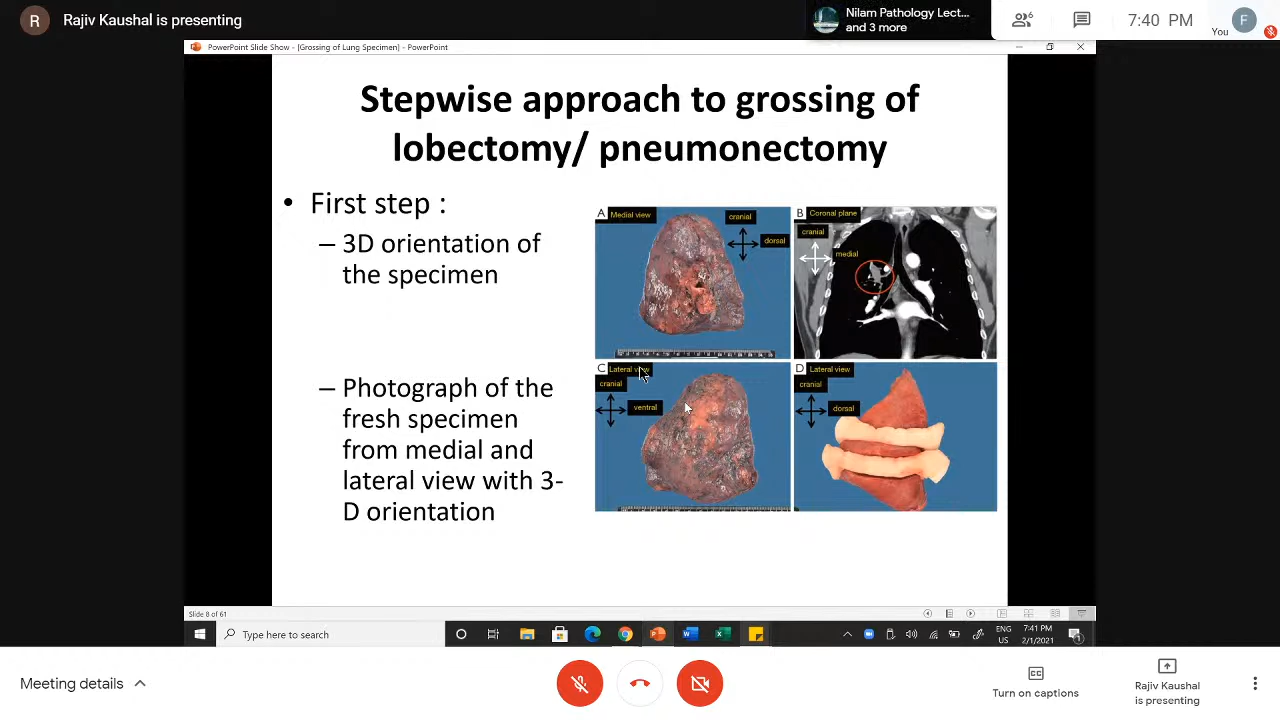 R
Rajiv Kaushal is presenting
Nilam Pathology Lect...
and 3 more
6
7:40 PM
You
F
PowerPoint Slide Show - [Grossing of Lung Specimen] - PowerPoint
Stepwise approach to grossing of
lobectomy/ pneumonectomy
• First step :
– 3D orientation of
the specimen
– Photograph of the
fresh specimen
from medial and
lateral view with 3-
D orientation
A Medial view
cranial
dorsal
B Coronal plane
cranial
medial
C Lateral view
cranial
ventral
D Lateral view
cranial
dorsal
Slide 8 of 61
Type here to search
ENG
US
7:41 PM
2/1/2021
1
Meeting details
CC
Turn on captions
Rajiv Kaushal
is presenting